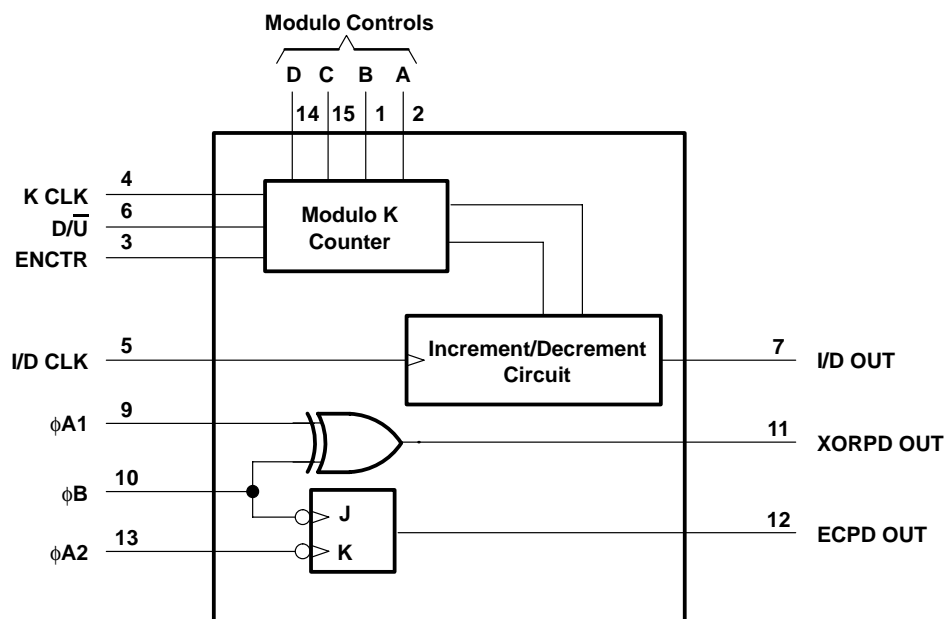 Modulo Controls
D C B A
14 15 1 2
K CLK 4
D/U̅ 6
ENCTR 3
Modulo K
Counter
I/D CLK 5
Increment/Decrement
Circuit
7 I/D OUT
ϕA1 9
11 XORPD OUT
ϕB 10
J
K
12 ECPD OUT
ϕA2 13